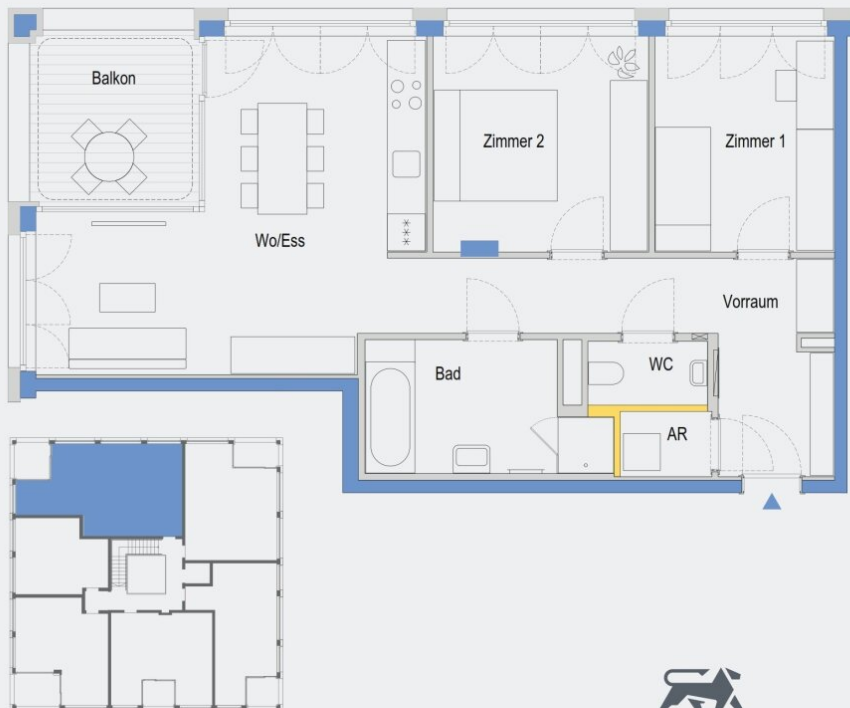 Balkon
Zimmer 2
Zimmer 1
Wo/Ess
Vorraum
Bad
WC
AR